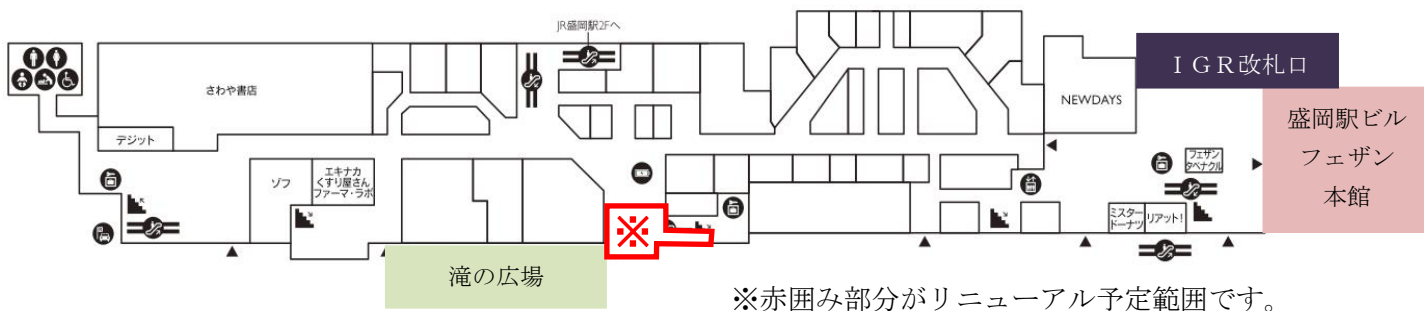 JR盛岡駅2Fへ
さわや書店
デジット
ゾフ
エキナカ
くすり屋さん
ファーマ・ラボ
NEWDAYS
ＩＧＲ改札口
盛岡駅ビル
フェザン
本館
フェザン
タベナクル
ミスター
ドーナツ
リアット!
※
滝の広場
※赤囲み部分がリニューアル予定範囲です。